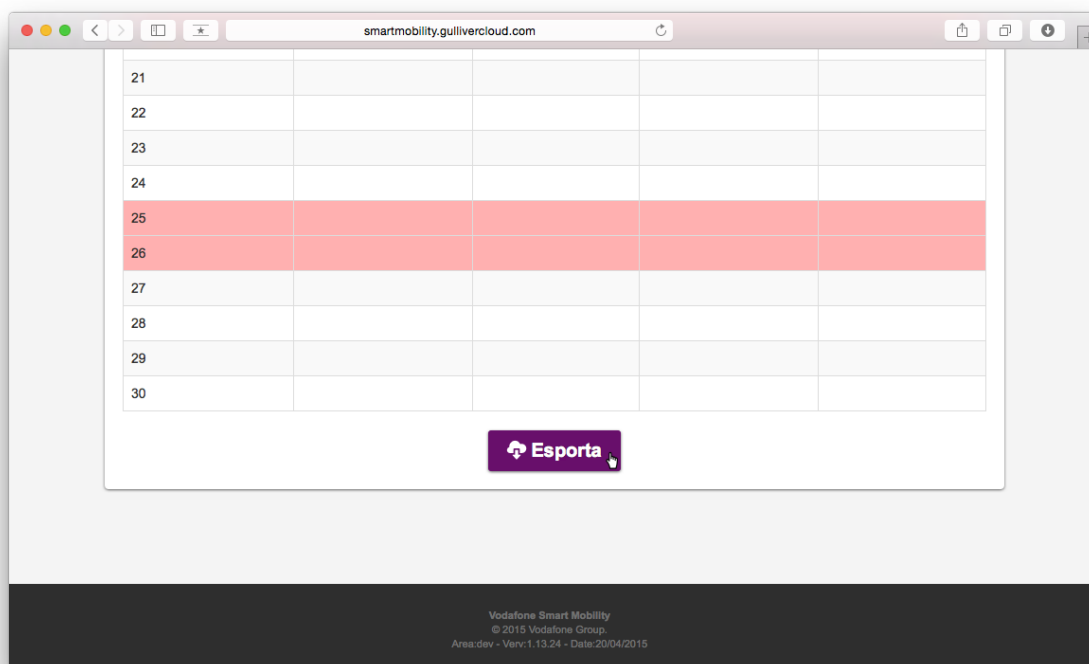 smartmobility.gullivercloud.com
21
22
23
24
25
26
27
28
29
30
Esporta
Vodafone Smart Mobility
© 2015 Vodafone Group.
Area:dev - Verv:1.13.24 - Date:20/04/2015